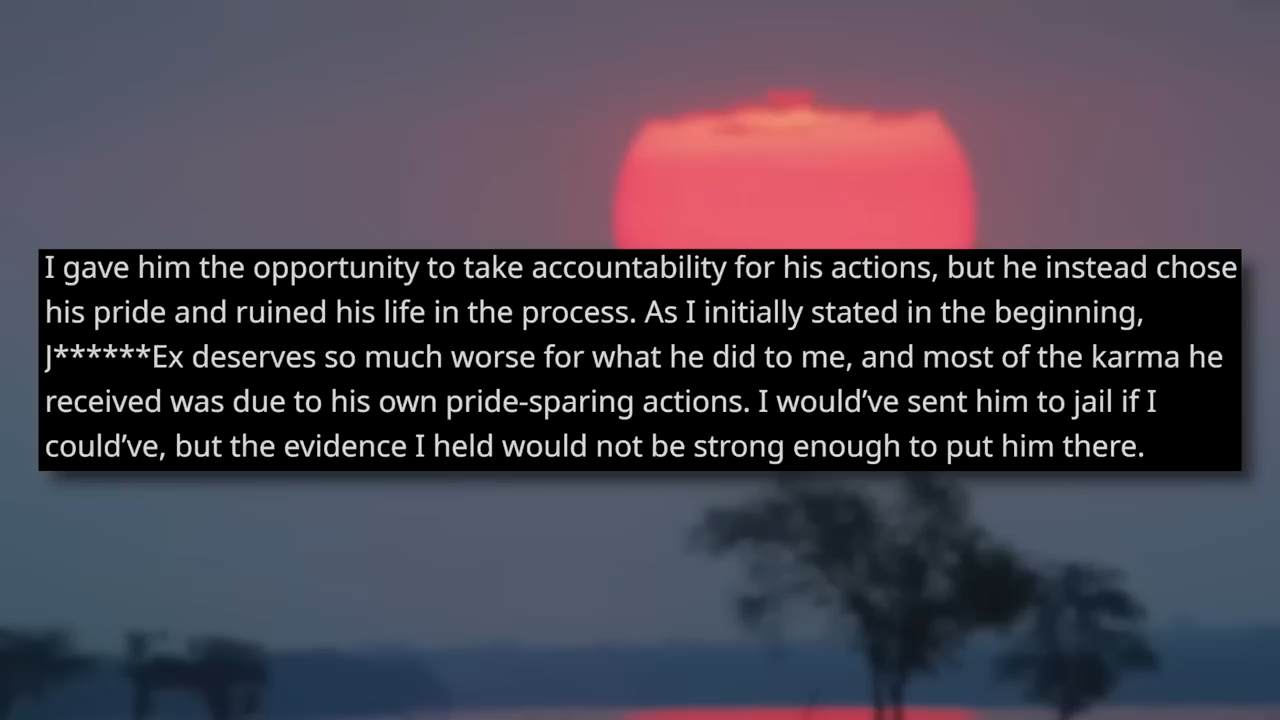 I gave him the opportunity to take accountability for his actions, but he instead chose
his pride and ruined his life in the process. As I initially stated in the beginning,
J******Ex deserves so much worse for what he did to me, and most of the karma he
received was due to his own pride-sparing actions. I would’ve sent him to jail if I
could’ve, but the evidence I held would not be strong enough to put him there.